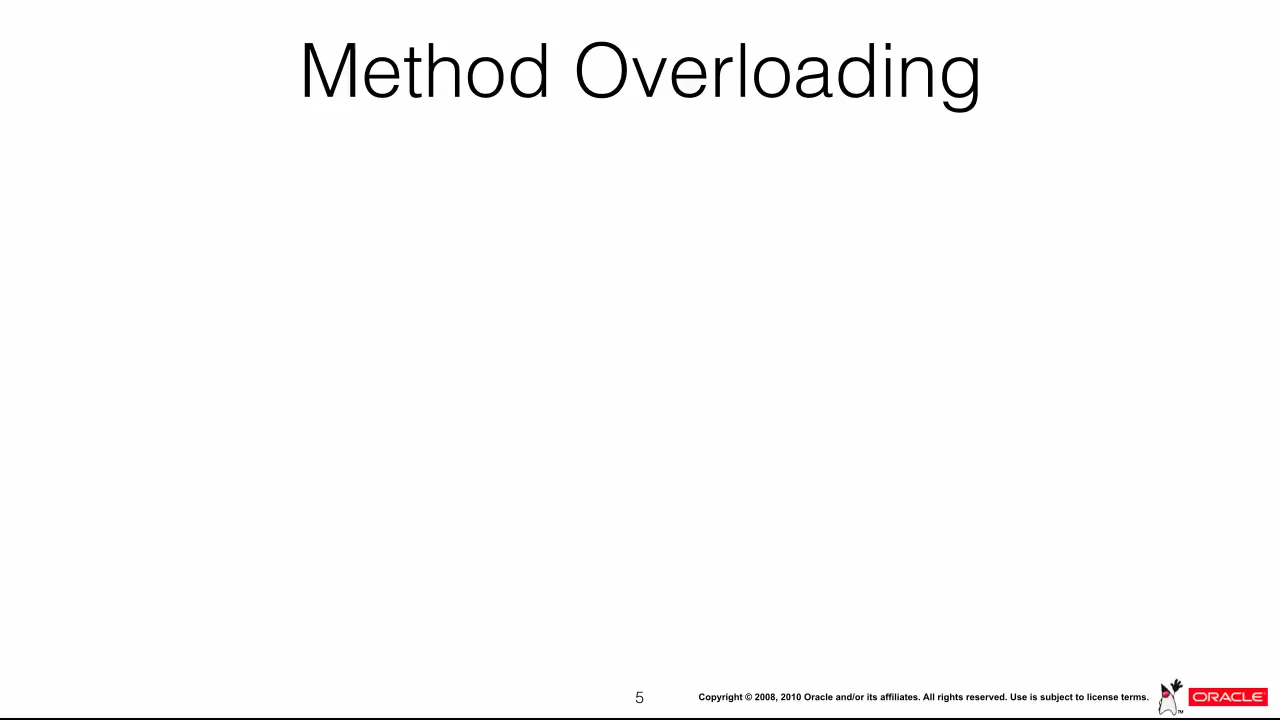 Method Overloading
5
Copyright © 2008, 2010 Oracle and/or its affiliates. All rights reserved. Use is subject to license terms.
TM
ORACLE